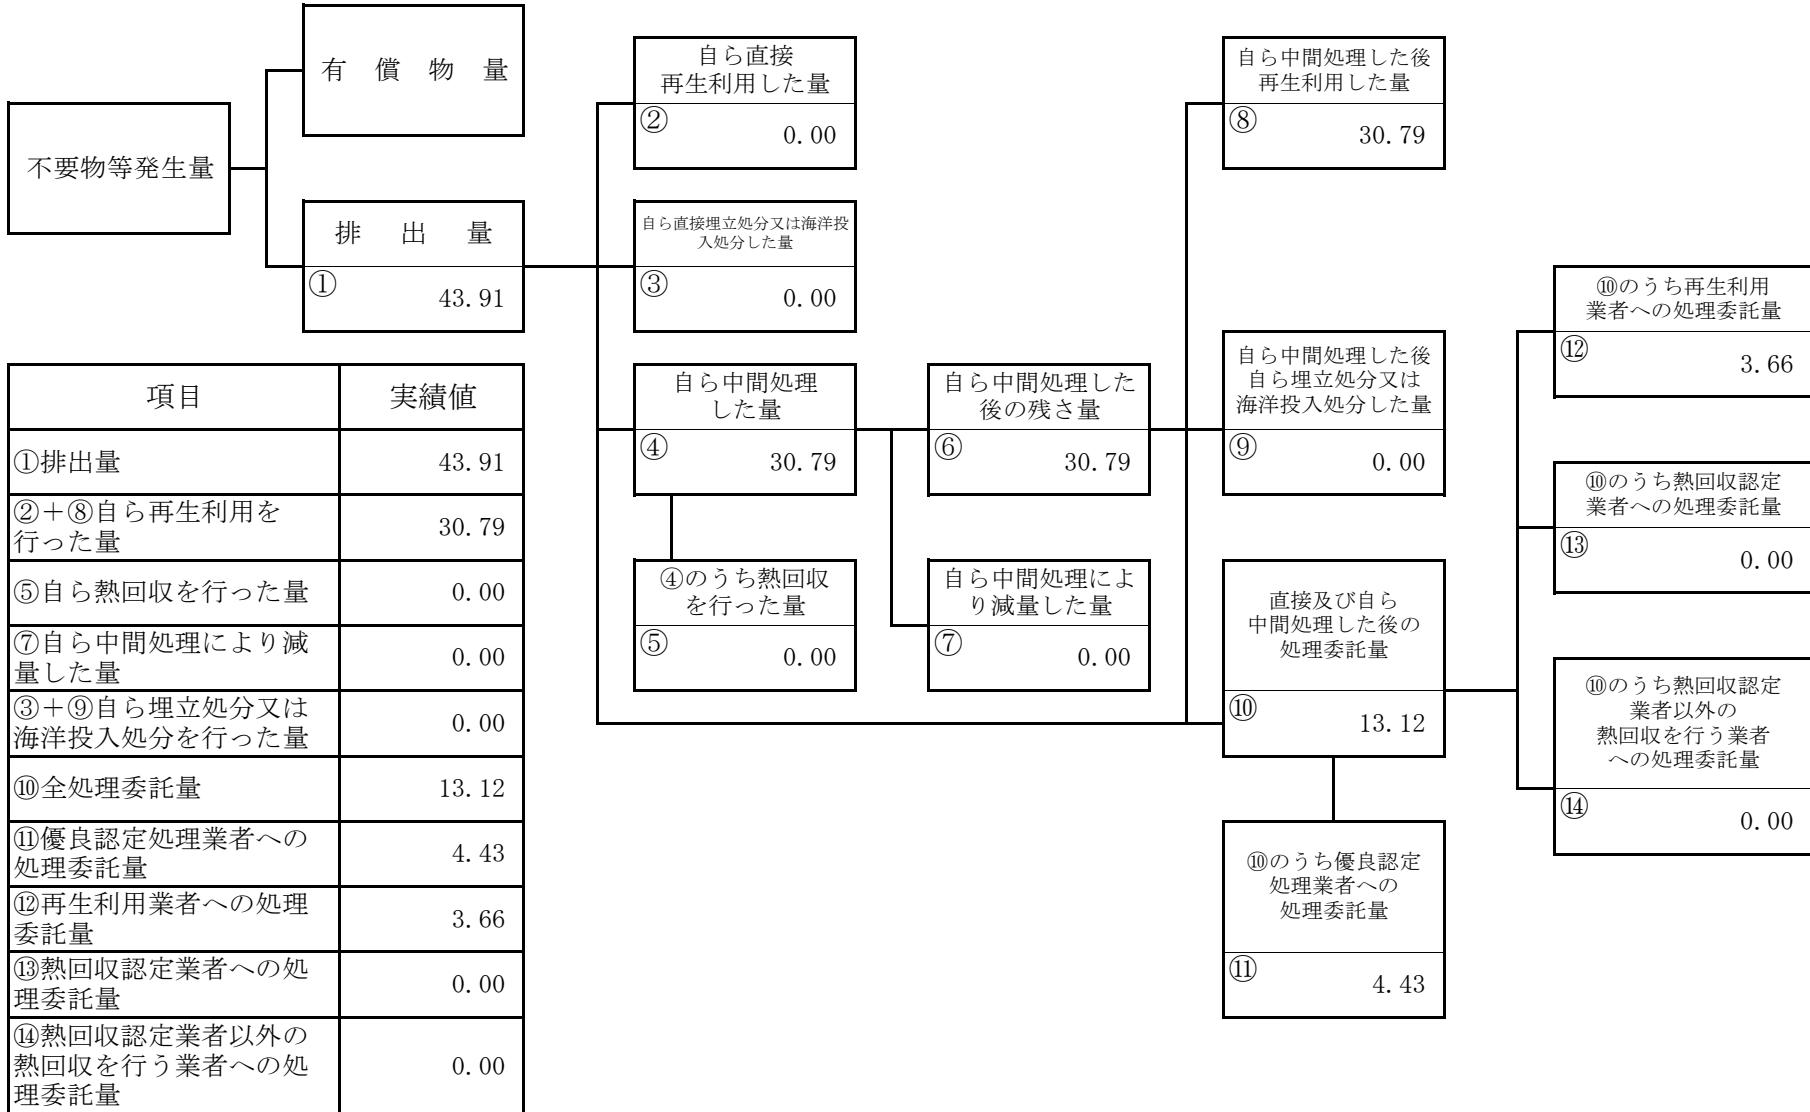 有 償 物 量
不要物等発生量
排 出 量
① 43.91
自ら直接
再生利用した量
② 0.00
自ら直接埋立処分又は海洋投
入処分した量
③ 0.00
自ら中間処理
した量
④ 30.79
④のうち熱回収
を行った量
⑤ 0.00
自ら中間処理した
後の残さ量
⑥ 30.79
自ら中間処理によ
り減量した量
⑦ 0.00
自ら中間処理した後
再生利用した量
⑧ 30.79
自ら中間処理した後
自ら埋立処分又は
海洋投入処分した量
⑨ 0.00
直接及び自ら
中間処理した後の
処理委託量
⑩ 13.12
⑩のうち優良認定
処理業者への
処理委託量
⑪ 4.43
⑩のうち再生利用
業者への処理委託量
⑫ 3.66
⑩のうち熱回収認定
業者への処理委託量
⑬ 0.00
⑩のうち熱回収認定
業者以外の
熱回収を行う業者
への処理委託量
⑭ 0.00
項目 実績値
①排出量 43.91
②+⑧自ら再生利用を
行った量 30.79
⑤自ら熱回収を行った量 0.00
⑦自ら中間処理により減
量した量 0.00
③+⑨自ら埋立処分又は
海洋投入処分を行った量 0.00
⑩全処理委託量 13.12
⑪優良認定処理業者への
処理委託量 4.43
⑫再生利用業者への処理
委託量 3.66
⑬熱回収認定業者への処
理委託量 0.00
⑭熱回収認定業者以外の
熱回収を行う業者への処
理委託量 0.00